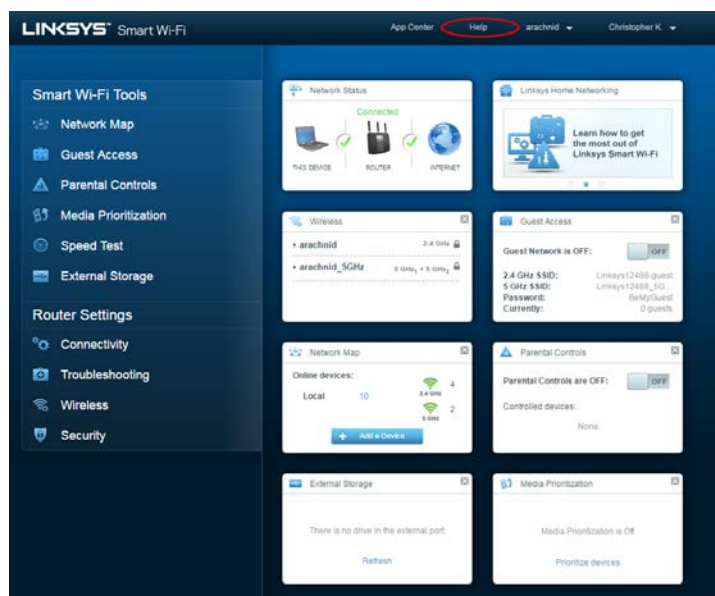 LINKSYS Smart Wi-Fi
App Center Help arachnid Christopher K.
Smart Wi-Fi Tools
Network Map
Guest Access
Parental Controls
Media Prioritization
Speed Test
External Storage
Router Settings
Connectivity
Troubleshooting
Wireless
Security
Network Status
Connected
THIS DEVICE ROUTER INTERNET
Linksys Home Networking
Learn how to get
the most out of
Linksys Smart Wi-Fi
Wireless
arachnid 2.4 GHz
arachnid_5GHz 5 GHz1 + 5 GHz2
Guest Access
Guest Network is OFF: OFF
2.4 GHz SSID: Linksys12488-guest
5 GHz SSID: Linksys12488_5G...
Password: BeMyGuest
Currently: 0 guests
Network Map
Online devices:
Local 10
4
2.4 GHz
2
5 GHz
+ Add a Device
Parental Controls
Parental Controls are OFF: OFF
Controlled devices:
None
External Storage
There is no drive in the external port.
Refresh
Media Prioritization
Media Prioritization is Off
Prioritize devices